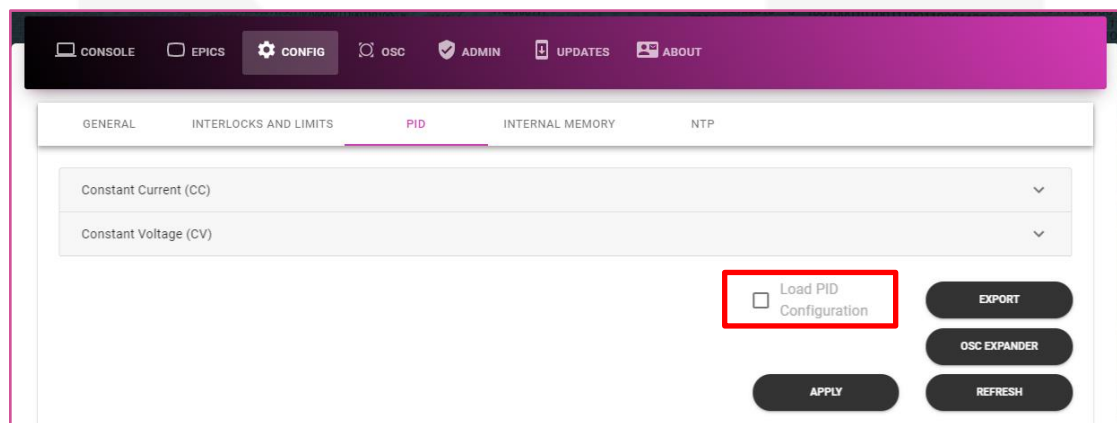 CONSOLE EPICS CONFIG OSC ADMIN UPDATES ABOUT
GENERAL INTERLOCKS AND LIMITS PID INTERNAL MEMORY NTP
Constant Current (CC)
Constant Voltage (CV)
Load PID
Configuration
EXPORT
OSC EXPANDER
APPLY REFRESH